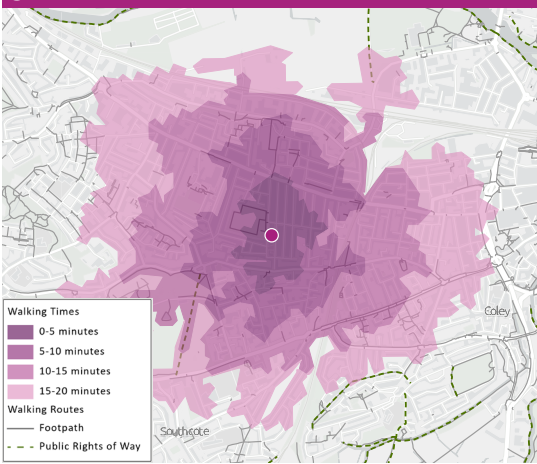 Walking Times
0-5 minutes
5-10 minutes
10-15 minutes
15-20 minutes
Walking Routes
Footpath
Public Rights of Way
Coley
Southcote